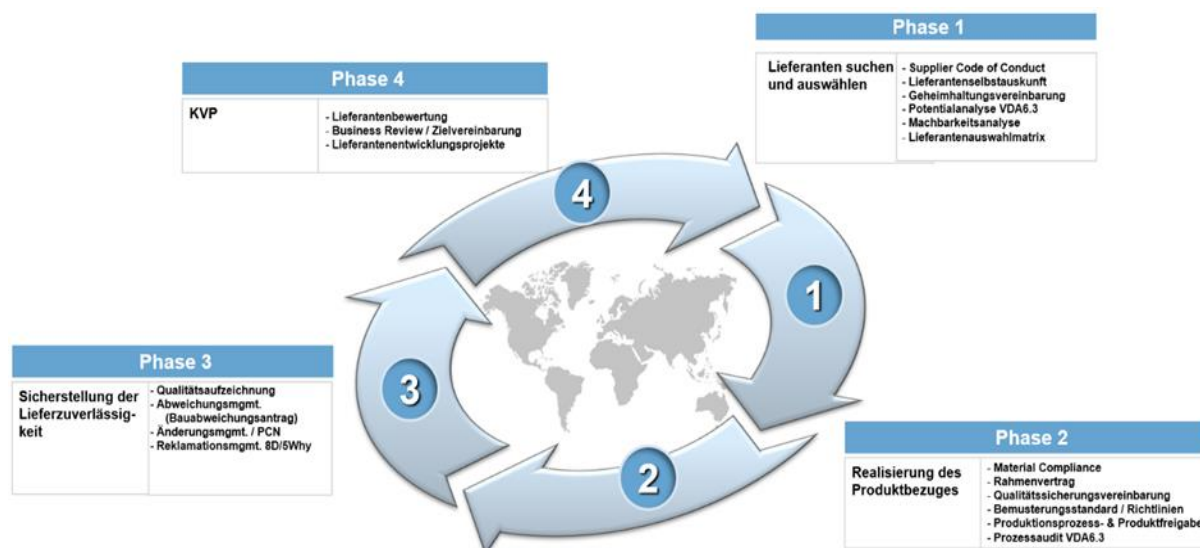 Phase 1
Lieferanten suchen
und auswählen
- Supplier Code of Conduct
- Lieferantenselbstauskunft
- Geheimhaltungsvereinbarung
- Potentialanalyse VDA6.3
- Machbarkeitsanalyse
- Lieferantenauswahlmatrix
Phase 4
KVP
- Lieferantenbewertung
- Business Review / Zielvereinbarung
- Lieferantenentwicklungsprojekte
4
1
3
2
Phase 3
Sicherstellung der
Lieferzuverlässig-
keit
- Qualitätsaufzeichnung
- Abweichungsmgmt.
(Bauabweichungsantrag)
- Änderungsmgmt. / PCN
- Reklamationsmgmt. 8D/5Why
Phase 2
Realisierung des
Produktbezuges
- Material Compliance
- Rahmenvertrag
- Qualitätssicherungsvereinbarung
- Bemusterungsstandard / Richtlinien
- Produktionsprozess- & Produktfreigabe
- Prozessaudit VDA6.3